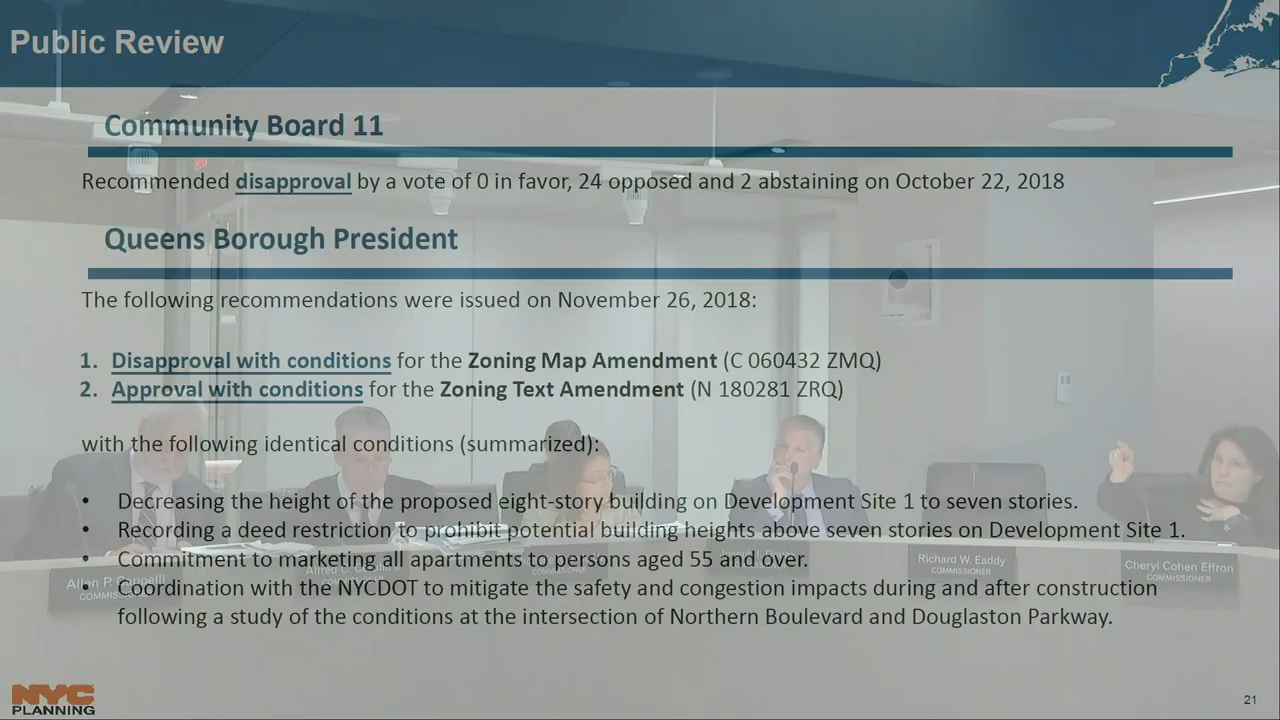 Public Review
Community Board 11
Recommended disapproval by a vote of 0 in favor, 24 opposed and 2 abstaining on October 22, 2018
Queens Borough President
The following recommendations were issued on November 26, 2018:
1. Disapproval with conditions for the Zoning Map Amendment (C 060432 ZMQ)
2. Approval with conditions for the Zoning Text Amendment (N 180281 ZRQ)
with the following identical conditions (summarized):
• Decreasing the height of the proposed eight-story building on Development Site 1 to seven stories.
• Recording a deed restriction to prohibit potential building heights above seven stories on Development Site 1.
• Commitment to marketing all apartments to persons aged 55 and over.
• Coordination with the NYCDOT to mitigate the safety and congestion impacts during and after construction
following a study of the conditions at the intersection of Northern Boulevard and Douglaston Parkway.
Richard W. Eaddy
COMMISSIONER
Cheryl Cohen Effron
COMMISSIONER
NYC
PLANNING
21